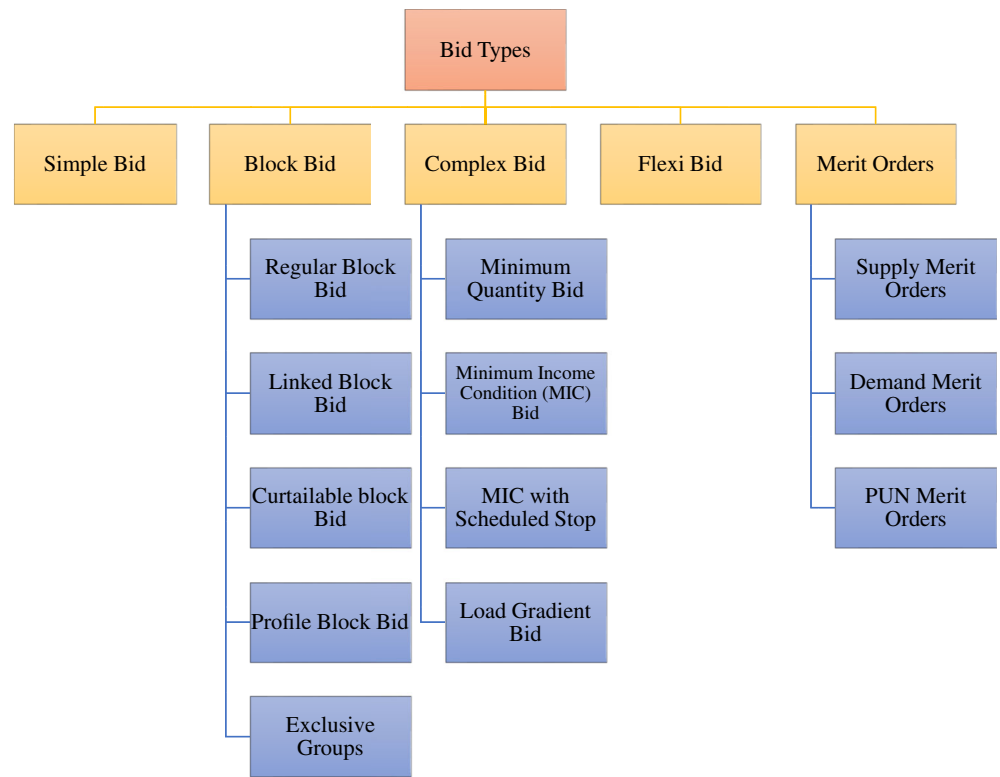 Bid Types
Simple Bid
Block Bid
Complex Bid
Flexi Bid
Merit Orders
Regular Block
Bid
Linked Block
Bid
Curtailable block
Bid
Profile Block Bid
Exclusive
Groups
Minimum
Quantity Bid
Minimum Income
Condition (MIC)
Bid
MIC with
Scheduled Stop
Load Gradient
Bid
Supply Merit
Orders
Demand Merit
Orders
PUN Merit
Orders